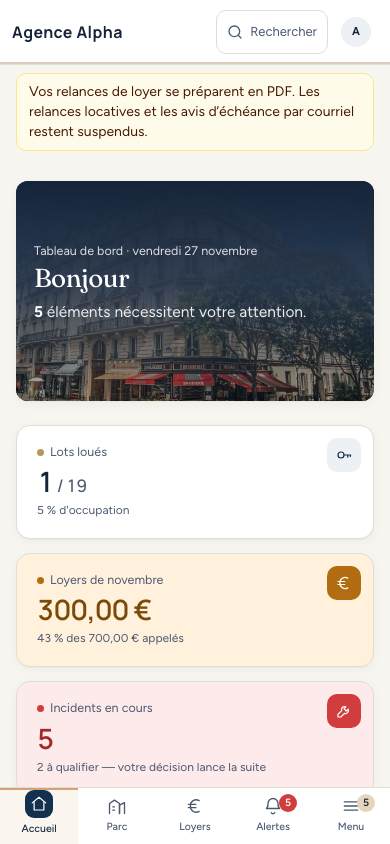 Agence Alpha
Rechercher
A
Vos relances de loyer se préparent en PDF. Les
relances locatives et les avis d'échéance par courriel
restent suspendus.
Tableau de bord · vendredi 27 novembre
Bonjour
5 éléments nécessitent votre attention.
Lots loués
1 / 19
5 % d'occupation
Loyers de novembre
€
300,00 €
43 % des 700,00 € appelés
Incidents en cours
5
2 à qualifier — votre décision lance la suite
Accueil
Parc
€
Loyers
5
Alertes
5
Menu